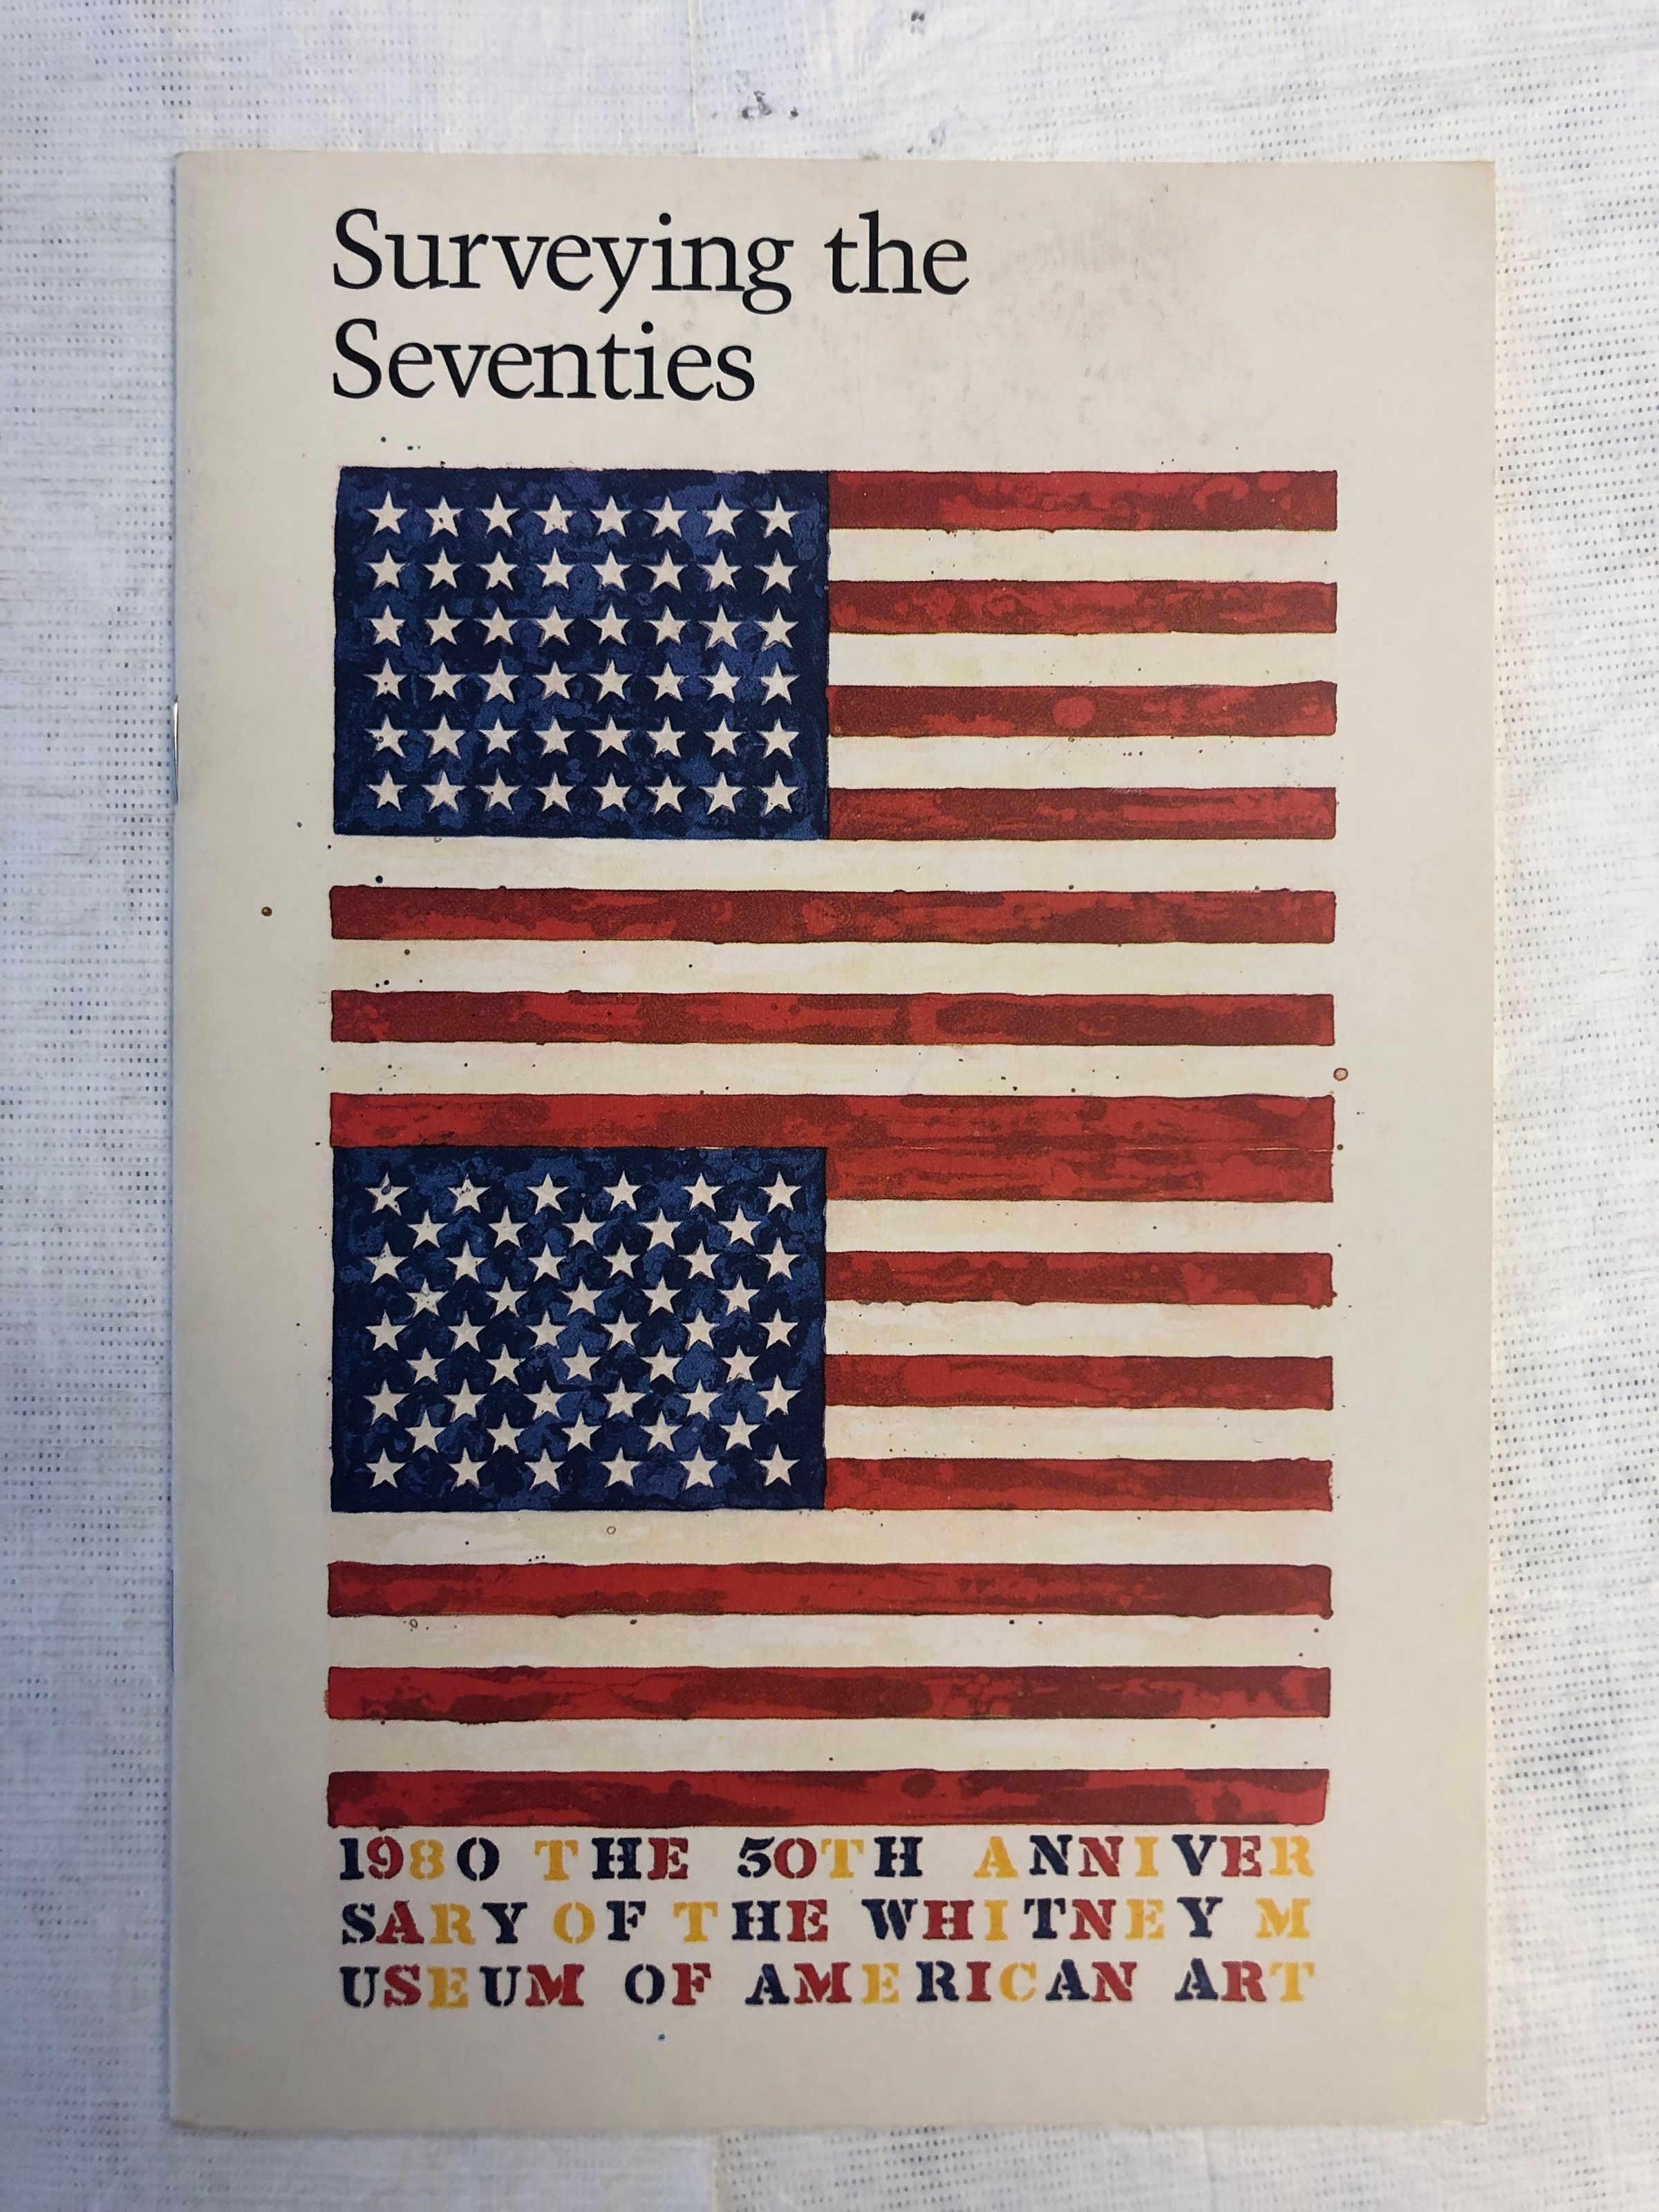 Surveying the
Seventies
1980 THE 50TH ANNIVER
SARY OF THE WHITNEY M
USEUM OF AMERICAN ART